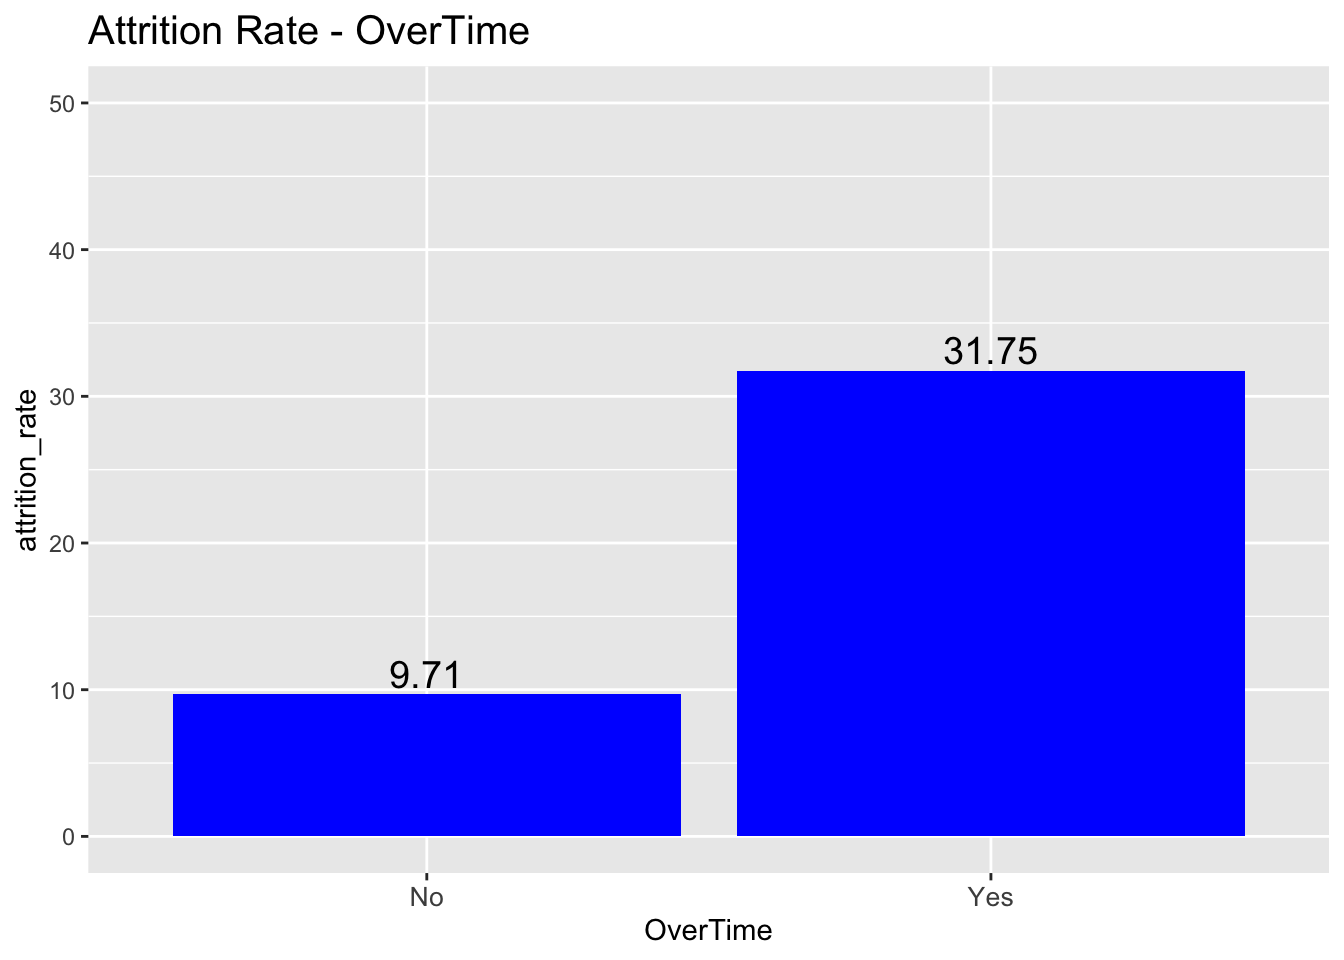 Attrition Rate - OverTime
attrition_rate
50
40
30
20
10
0
31.75
9.71
No
Yes
OverTime